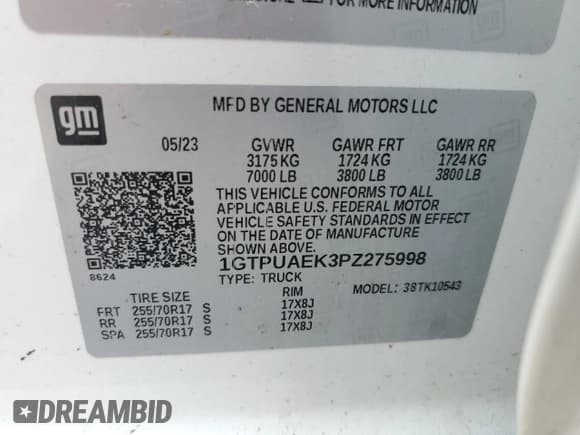 FOR MORE INFORMATION
gm
MFD BY GENERAL MOTORS LLC
05/23 GVWR GAWR FRT GAWR RR
3175 KG 1724 KG 1724 KG
7000 LB 3800 LB 3800 LB
THIS VEHICLE CONFORMS TO ALL
APPLICABLE U.S. FEDERAL MOTOR
VEHICLE SAFETY STANDARDS IN EFFECT
ON THE DATE OF MANUFACTURE
SHOWN ABOVE.
8624
1GTPUAEK3PZ275998
TYPE: TRUCK
MODEL: 38TK10543
TIRE SIZE RIM
FRT 255/70R17 S 17X8J
RR 255/70R17 S 17X8J
SPA 255/70R17 S 17X8J
DREAMBID